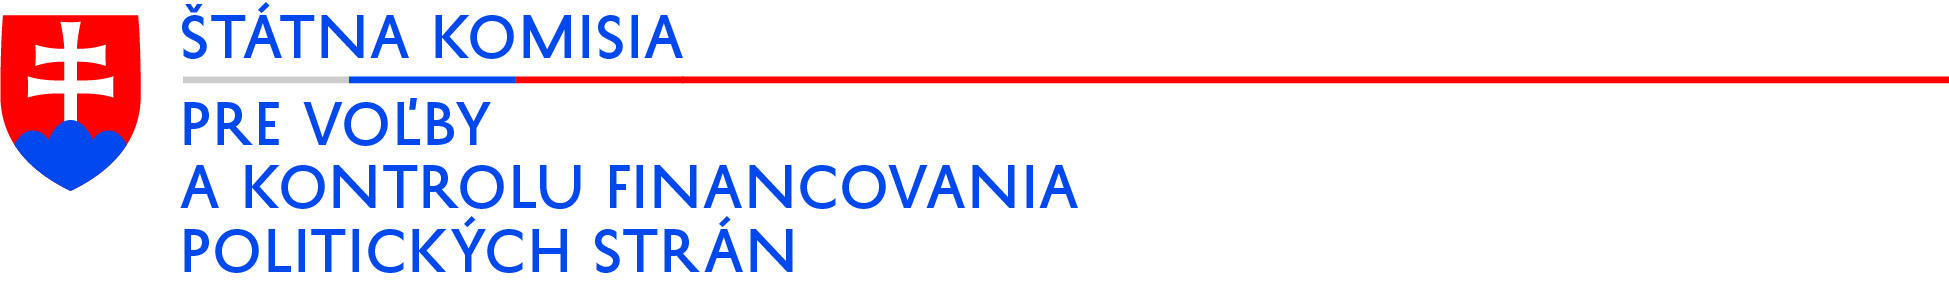 ŠTÁTNA KOMISIA
PRE VOĽBY
A KONTROLU FINANCOVANIA
POLITICKÝCH STRÁN